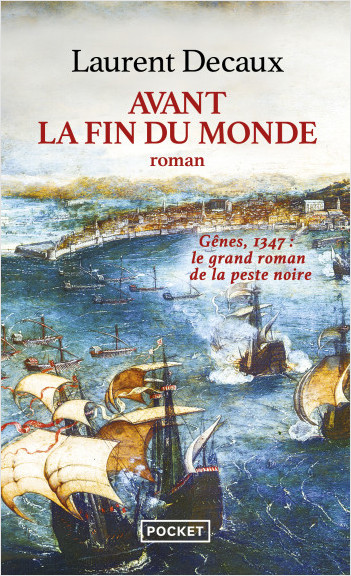 Laurent Decaux
AVANT
LA FIN DU MONDE
roman
Gênes, 1347 :
le grand roman
de la peste noire
POCKET